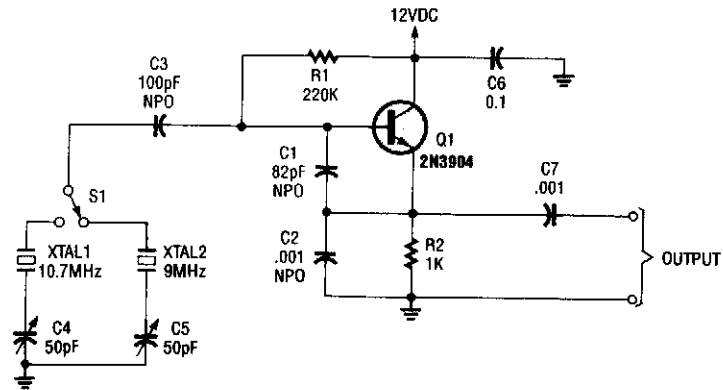 12VDC
C3
100pF
NPO
R1
220K
C6
0.1
Q1
2N3904
C1
82pF
NPO
S1
C7
.001
XTAL1
10.7MHz
XTAL2
9MHz
C2
.001
NPO
R2
1K
OUTPUT
C4
50pF
C5
50pF